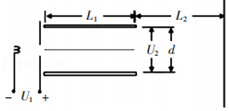 L₁ L₂
U₂ d
− U₁ +